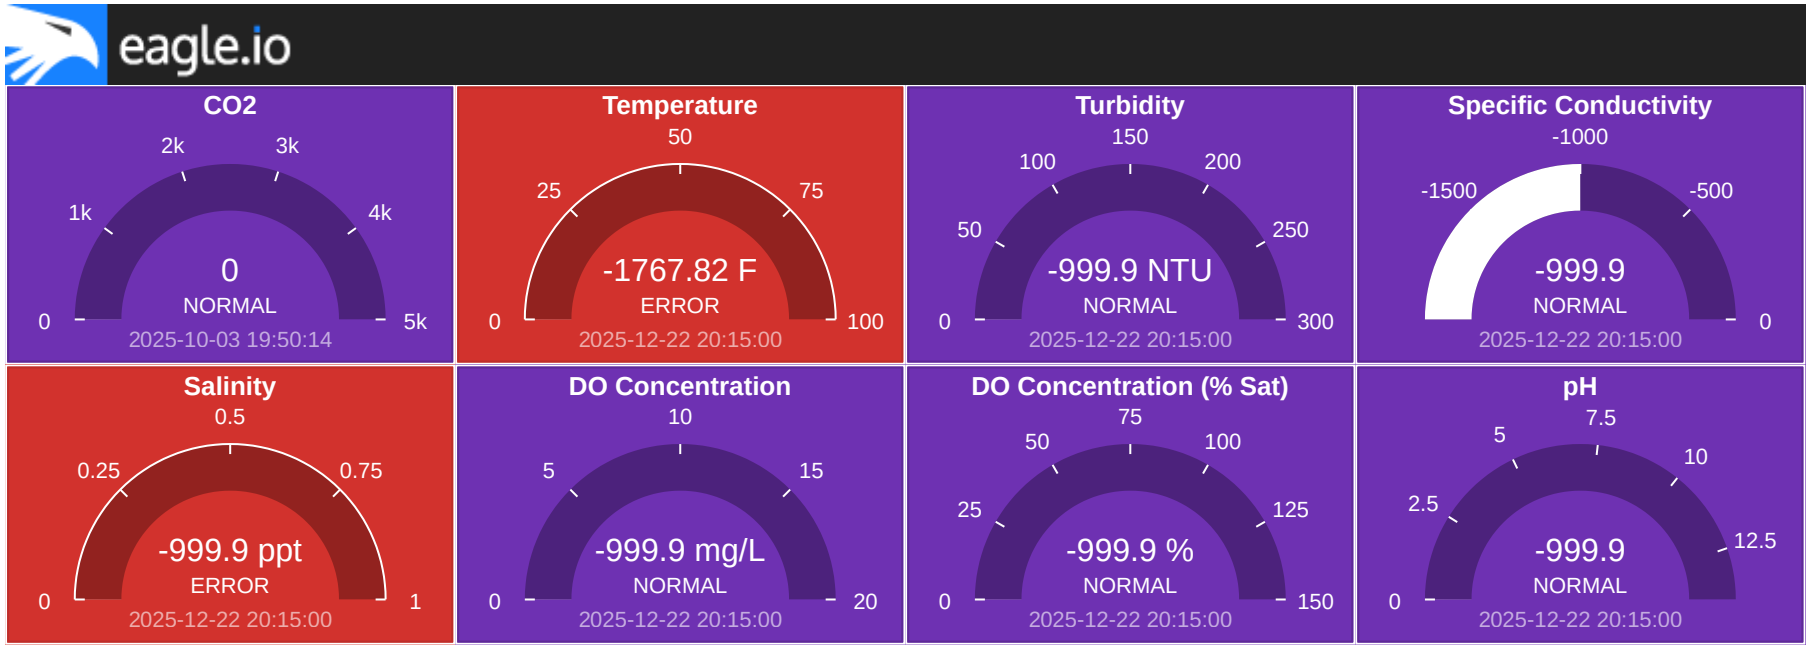 eagle.io
CO2
2k
3k
1k
4k
0
NORMAL
0
5k
2025-10-03 19:50:14
Temperature
50
25
75
-1767.82 F
ERROR
0
100
2025-12-22 20:15:00
Turbidity
150
100
200
50
250
-999.9 NTU
NORMAL
0
300
2025-12-22 20:15:00
Specific Conductivity
-1000
-1500
-500
-999.9
NORMAL
0
2025-12-22 20:15:00
Salinity
0.5
0.25
0.75
-999.9 ppt
ERROR
0
1
2025-12-22 20:15:00
DO Concentration
10
5
15
-999.9 mg/L
NORMAL
0
20
2025-12-22 20:15:00
DO Concentration (% Sat)
75
50
100
25
125
-999.9 %
NORMAL
0
150
2025-12-22 20:15:00
pH
7.5
5
10
2.5
12.5
-999.9
NORMAL
0
2025-12-22 20:15:00